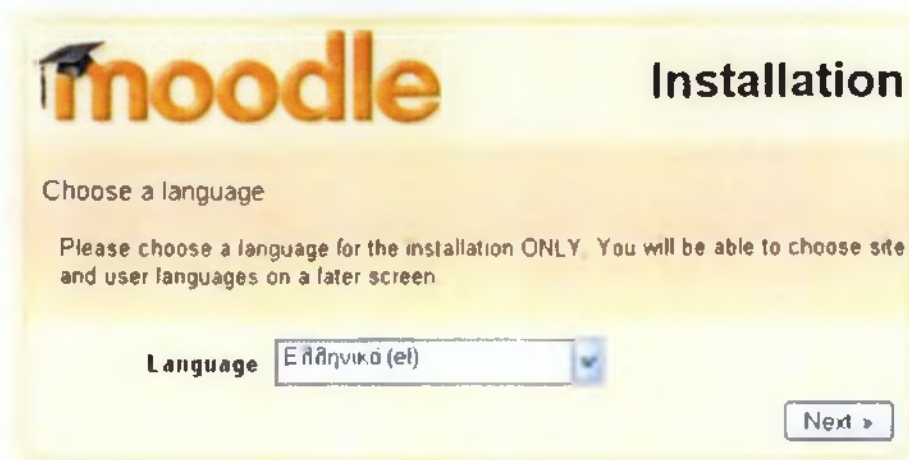 moodle
Installation
Choose a language
Please choose a language for the installation ONLY. You will be able to choose site
and user languages on a later screen
Language
Ελληνικά (el)
Next »